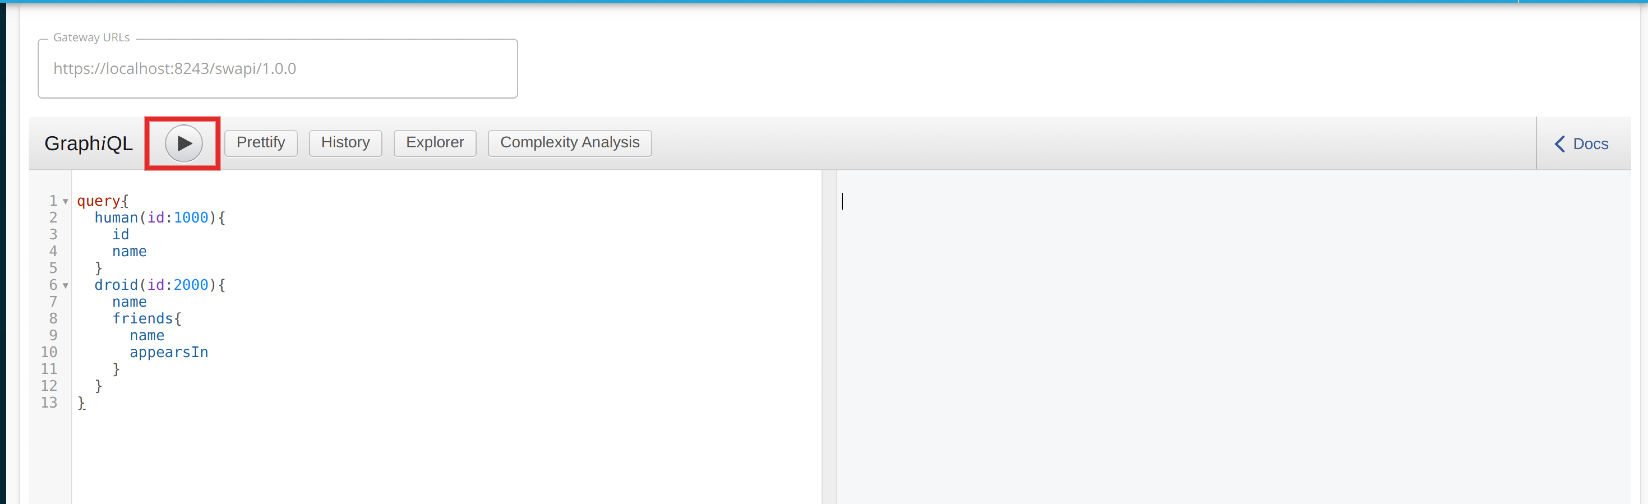 Gateway URLs
https://localhost:8243/swapi/1.0.0
GraphiQL Prettify History Explorer Complexity Analysis Docs
1 query{
2 human(id:1000){
3 id
4 name
5 }
6 droid(id:2000){
7 name
8 friends{
9 name
10 appearsIn
11 }
12 }
13 }